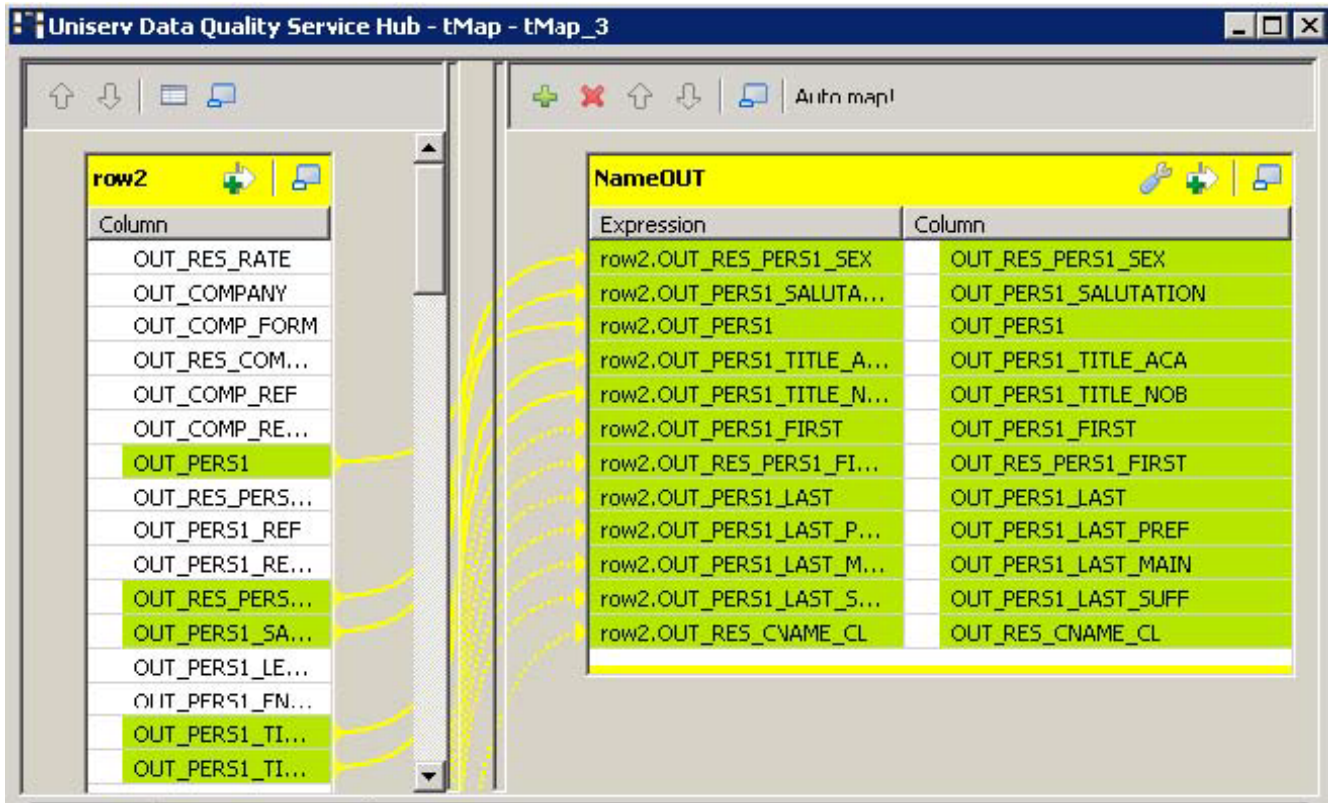 Uniserv Data Quality Service Hub - tMap - tMap_3
Auto map!
row2
Column
OUT_RES_RATE
OUT_COMPANY
OUT_COMP_FORM
OUT_RES_COM...
OUT_COMP_REF
OUT_COMP_RE...
OUT_PERS1
OUT_RES_PERS...
OUT_PERS1_REF
OUT_PERS1_RE...
OUT_RES_PERS...
OUT_PERS1_SA...
OUT_PERS1_LE...
OUT_PERS1_EN...
OUT_PERS1_TI...
OUT_PERS1_TI...
NameOUT
Expression Column
row2.OUT_RES_PERS1_SEX OUT_RES_PERS1_SEX
row2.OUT_PERS1_SALUTA... OUT_PERS1_SALUTATION
row2.OUT_PERS1 OUT_PERS1
row2.OUT_PERS1_TITLE_A... OUT_PERS1_TITLE_ACA
row2.OUT_PERS1_TITLE_N... OUT_PERS1_TITLE_NOB
row2.OUT_PERS1_FIRST OUT_PERS1_FIRST
row2.OUT_RES_PERS1_FI... OUT_RES_PERS1_FIRST
row2.OUT_PERS1_LAST OUT_PERS1_LAST
row2.OUT_PERS1_LAST_P... OUT_PERS1_LAST_PREF
row2.OUT_PERS1_LAST_M... OUT_PERS1_LAST_MAIN
row2.OUT_PERS1_LAST_S... OUT_PERS1_LAST_SUFF
row2.OUT_RES_CNAME_CL OUT_RES_CNAME_CL